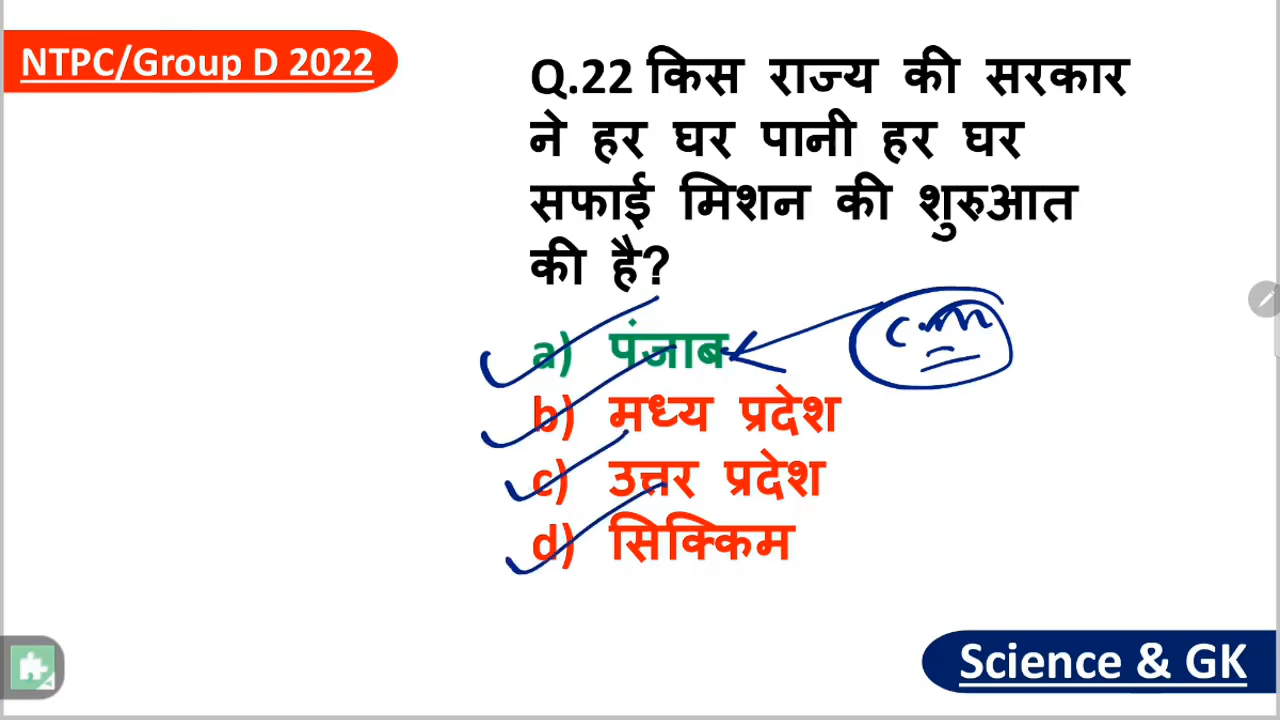 NTPC/Group D 2022
Q.22 किस राज्य की सरकार
ने हर घर पानी हर घर
सफाई मिशन की शुरुआत
की है?
a) पंजाब
C.M
b) मध्य प्रदेश
c) उत्तर प्रदेश
d) सिक्किम
Science & GK